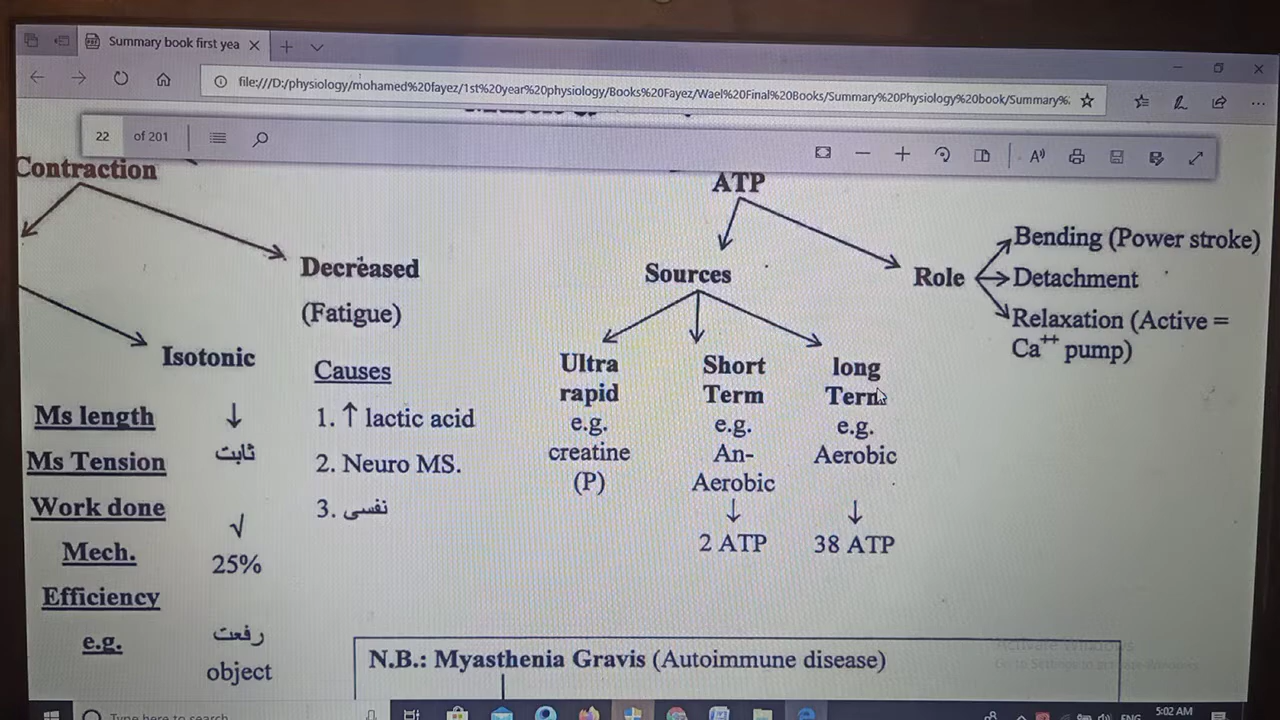 Summary book first yea
file:///D:/physiology/mohamed%20fayez/1st%20year%20physiology/Books%20Fayez/Wael%20Final%20Books/Summary%20Physiology%20book/Summary%
22 of 201
Contraction
Decreased
(Fatigue)
Isotonic
Causes
1. ↑ lactic acid
2. Neuro MS.
3. نفسى
Ms length ↓
Ms Tension ثابت
Work done √
Mech. 25%
Efficiency
e.g. رفعت
object
ATP
Sources
Role
Bending (Power stroke)
Detachment
Relaxation (Active =
Ca++ pump)
Ultra
rapid
e.g.
creatine
(P)
Short
Term
e.g.
An-
Aerobic
↓
2 ATP
long
Term
e.g.
Aerobic
↓
38 ATP
N.B.: Myasthenia Gravis (Autoimmune disease)
Activate Windows
Type here to search
ENG
5:02 AM